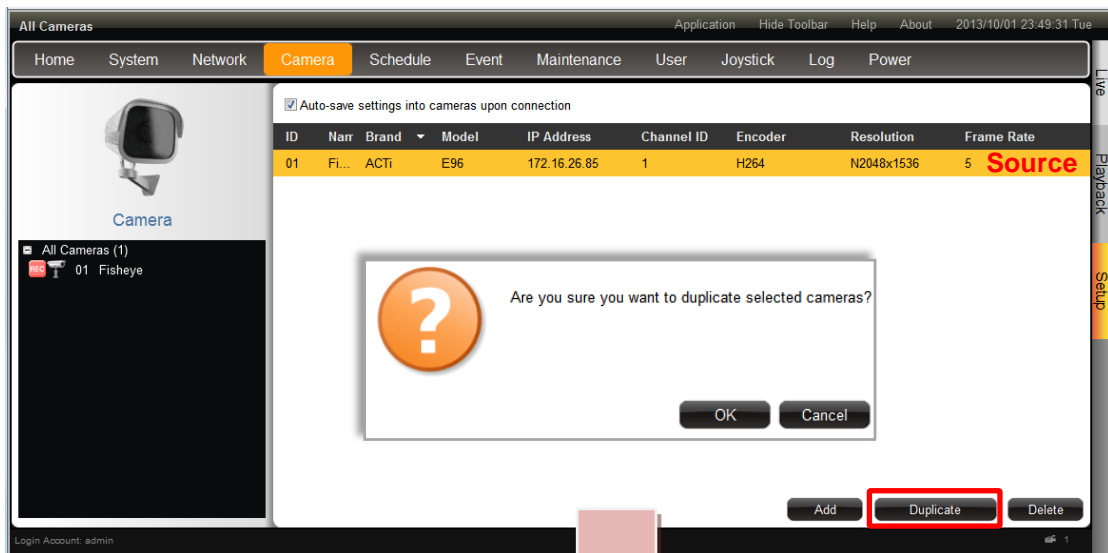 All Cameras Application Hide Toolbar Help About 2013/10/01 23:49:31 Tue
Home System Network Camera Schedule Event Maintenance User Joystick Log Power
Live
Playback
Setup
Camera
All Cameras (1)
REC 01 Fisheye
Auto-save settings into cameras upon connection
ID Nam Brand Model IP Address Channel ID Encoder Resolution Frame Rate
01 Fi... ACTi E96 172.16.26.85 1 H264 N2048x1536 5 Source
Are you sure you want to duplicate selected cameras?
OK Cancel
Add Duplicate Delete
Login Account: admin 1